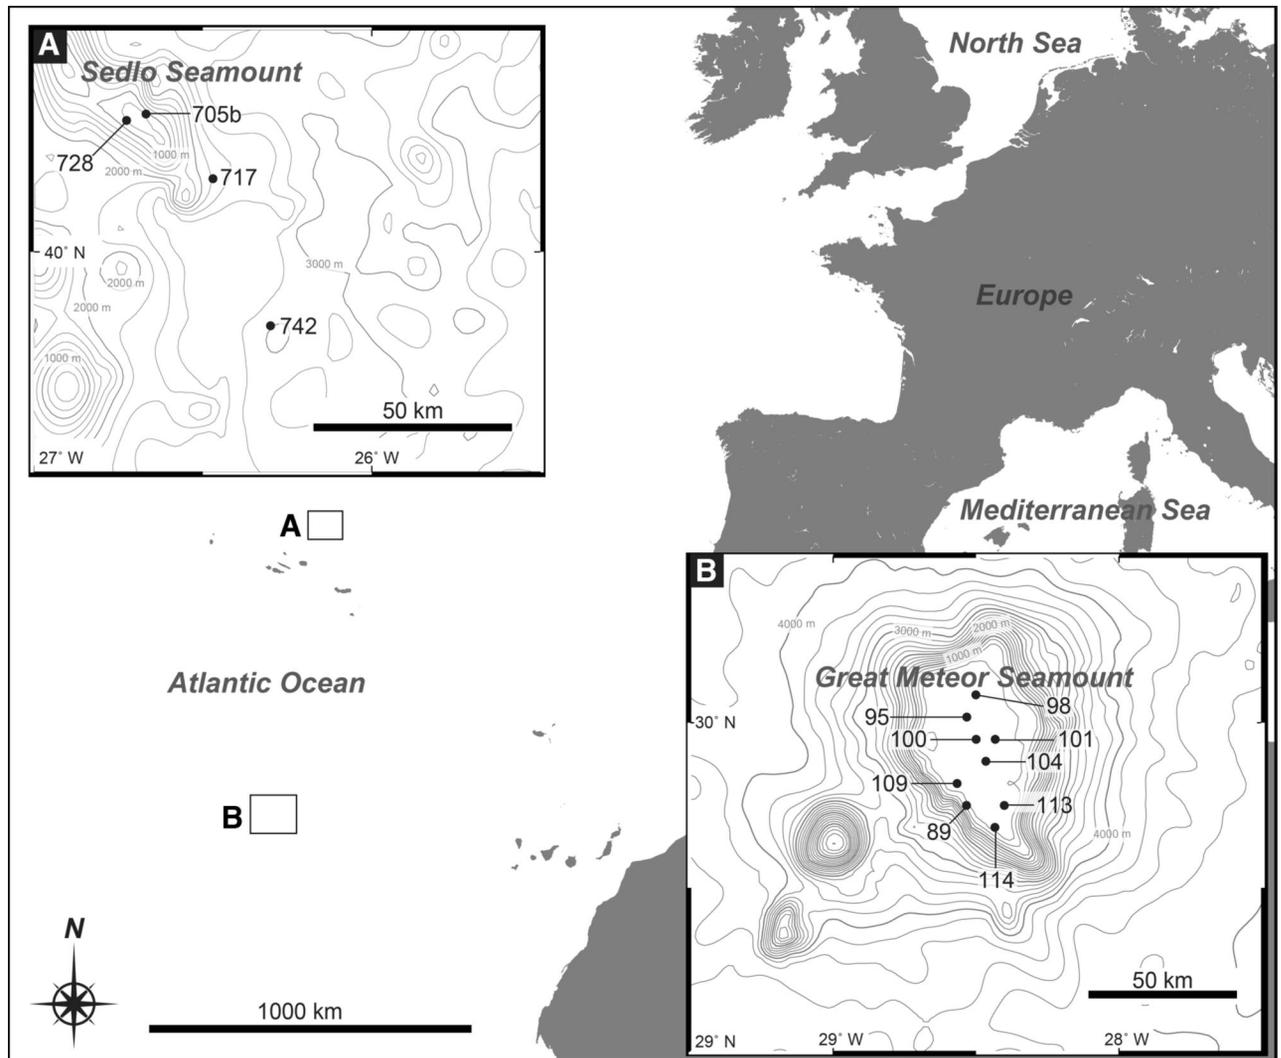 A
Sedlo Seamount
705b
728
1000 m
2000 m
717
40° N
3000 m
2000 m
2000 m
742
1000 m
50 km
27° W
26° W
North Sea
Europe
Mediterranean Sea
A
Atlantic Ocean
B
N
1000 km
B
4000 m
3000 m
2000 m
1000 m
Great Meteor Seamount
98
95
30° N
100
101
104
109
113
89
4000 m
114
50 km
29° N
29° W
28° W